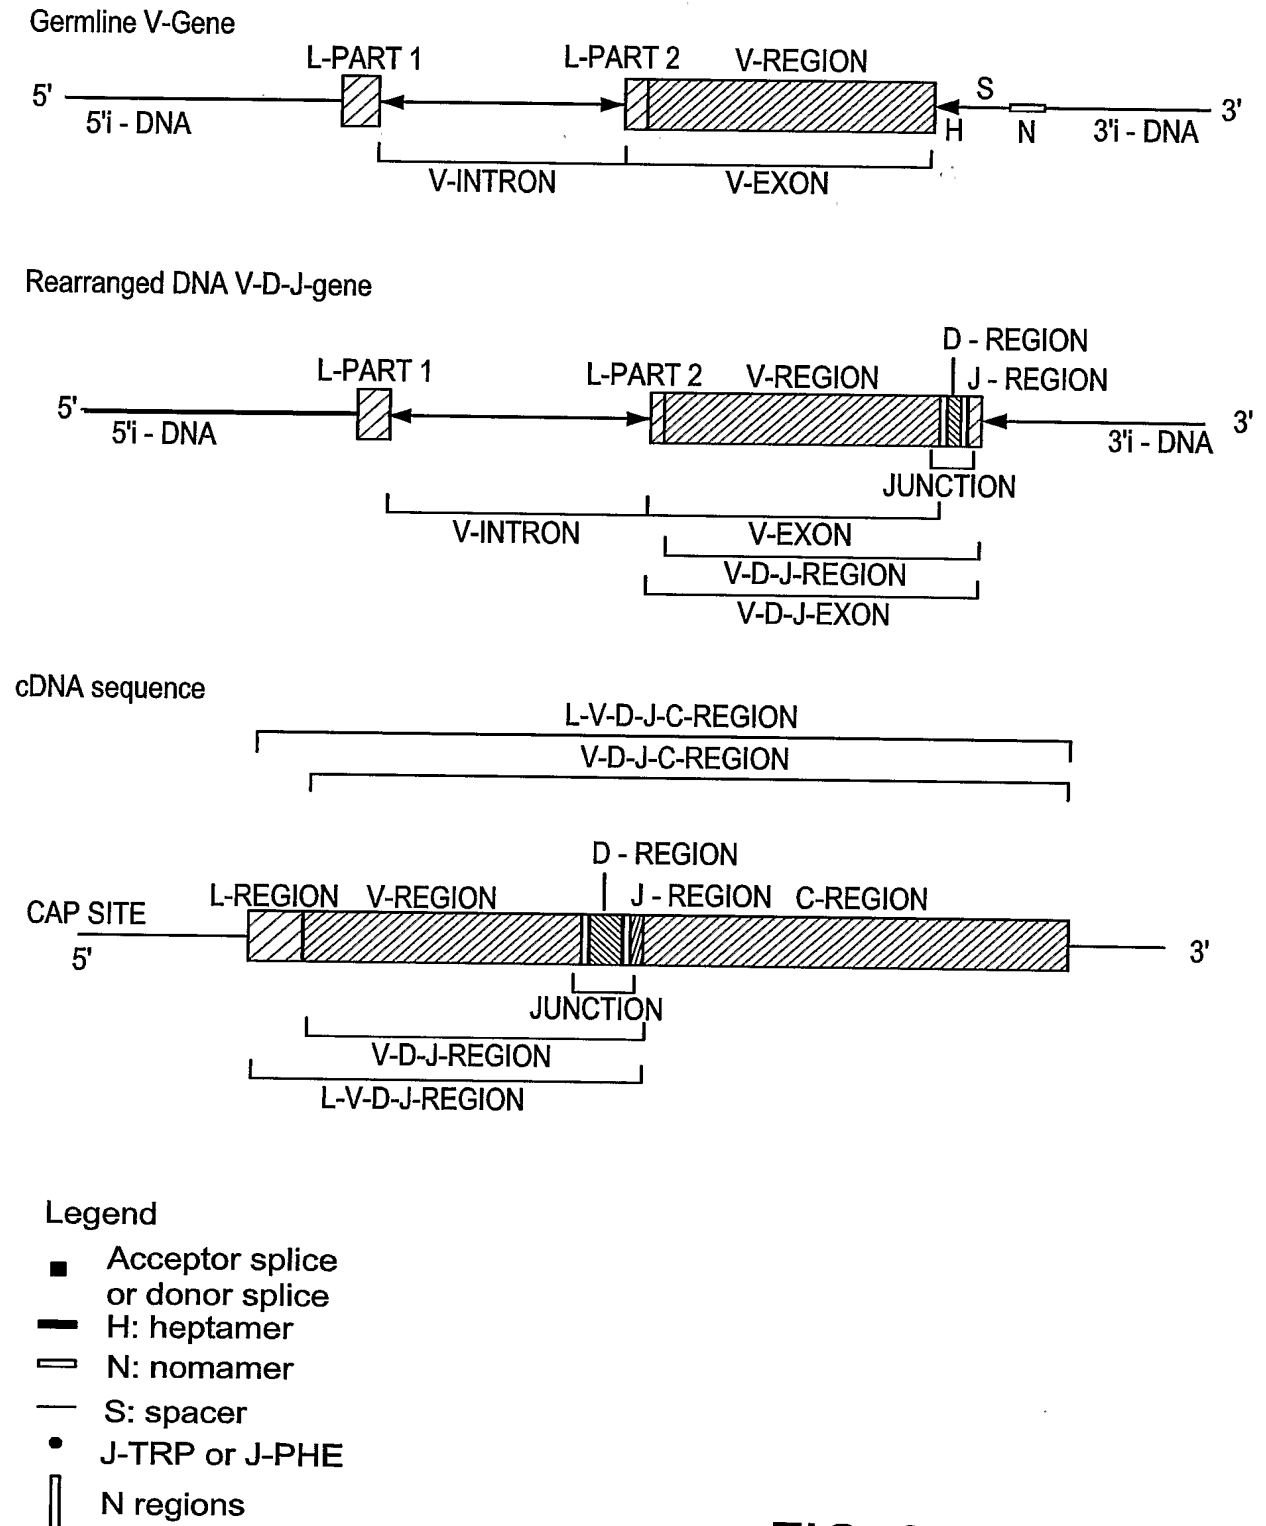 Germline V-Gene
L-PART 1
L-PART 2
V-REGION
5'
5'i - DNA
S
H
N
3'i - DNA
3'
V-INTRON
V-EXON
Rearranged DNA V-D-J-gene
D - REGION
L-PART 1
L-PART 2
V-REGION
J - REGION
5'
5'i - DNA
3'i - DNA
3'
JUNCTION
V-INTRON
V-EXON
V-D-J-REGION
V-D-J-EXON
cDNA sequence
L-V-D-J-C-REGION
V-D-J-C-REGION
D - REGION
L-REGION
V-REGION
J - REGION
C-REGION
CAP SITE
5'
3'
JUNCTION
V-D-J-REGION
L-V-D-J-REGION
Legend
Acceptor splice
or donor splice
H: heptamer
N: nomamer
S: spacer
J-TRP or J-PHE
N regions